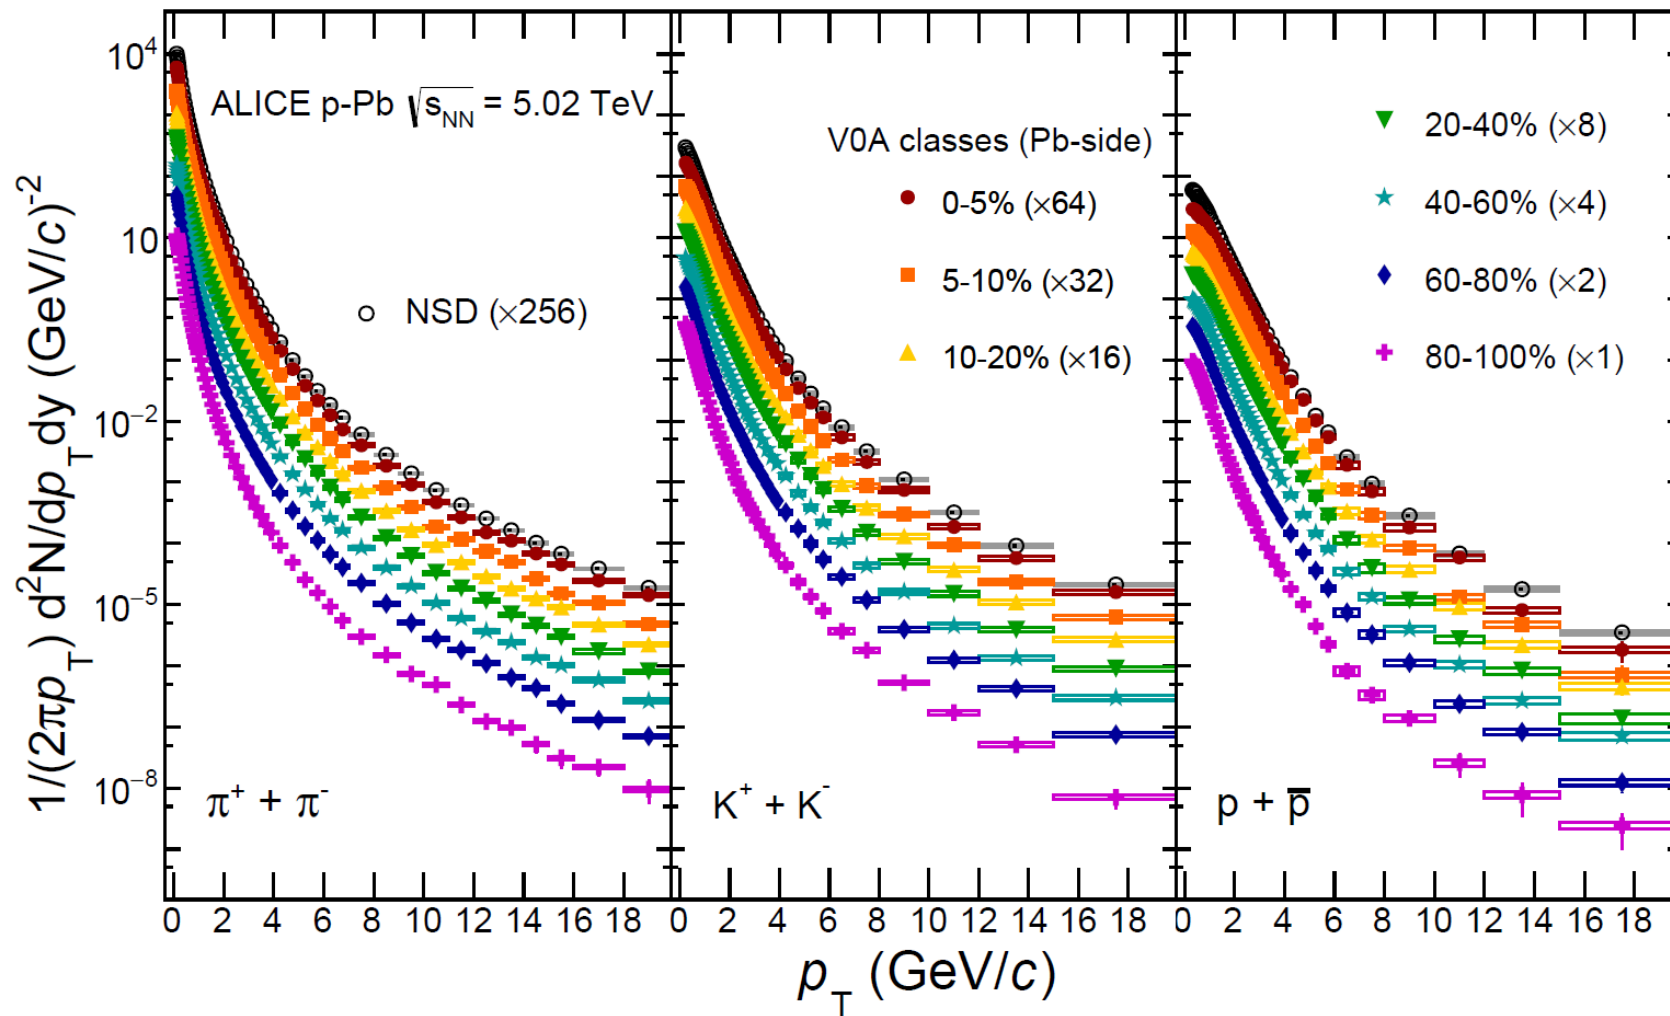 10⁴
10
10⁻²
10⁻⁵
10⁻⁸
1/(2πp_T) d²N/dp_Tdy (GeV/c)⁻²
ALICE p-Pb √s_NN = 5.02 TeV
NSD (×256)
π⁺ + π⁻
V0A classes (Pb-side)
0-5% (×64)
5-10% (×32)
10-20% (×16)
K⁺ + K⁻
20-40% (×8)
40-60% (×4)
60-80% (×2)
80-100% (×1)
p + p̅
0 2 4 6 8 10 12 14 16 18 0 2 4 6 8 10 12 14 16 18 0 2 4 6 8 10 12 14 16 18
p_T (GeV/c)